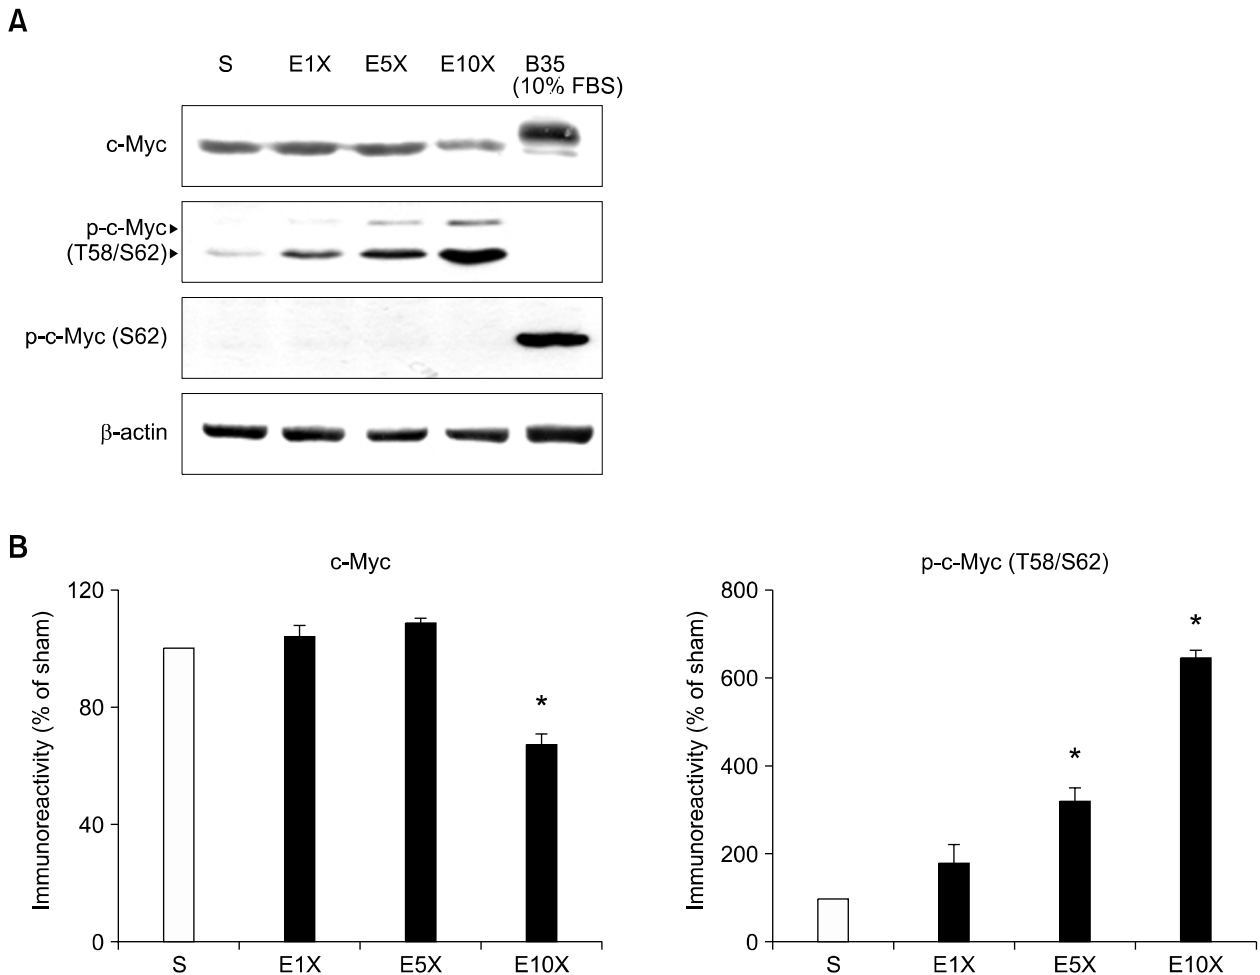 A
S E1X E5X E10X B35
(10% FBS)
c-Myc
p-c-Myc
(T58/S62)
p-c-Myc (S62)
β-actin
B
c-Myc
Immunoreactivity (% of sham)
120
80
40
0
S E1X E5X E10X
*
p-c-Myc (T58/S62)
Immunoreactivity (% of sham)
800
600
400
200
0
S E1X E5X E10X
*
*